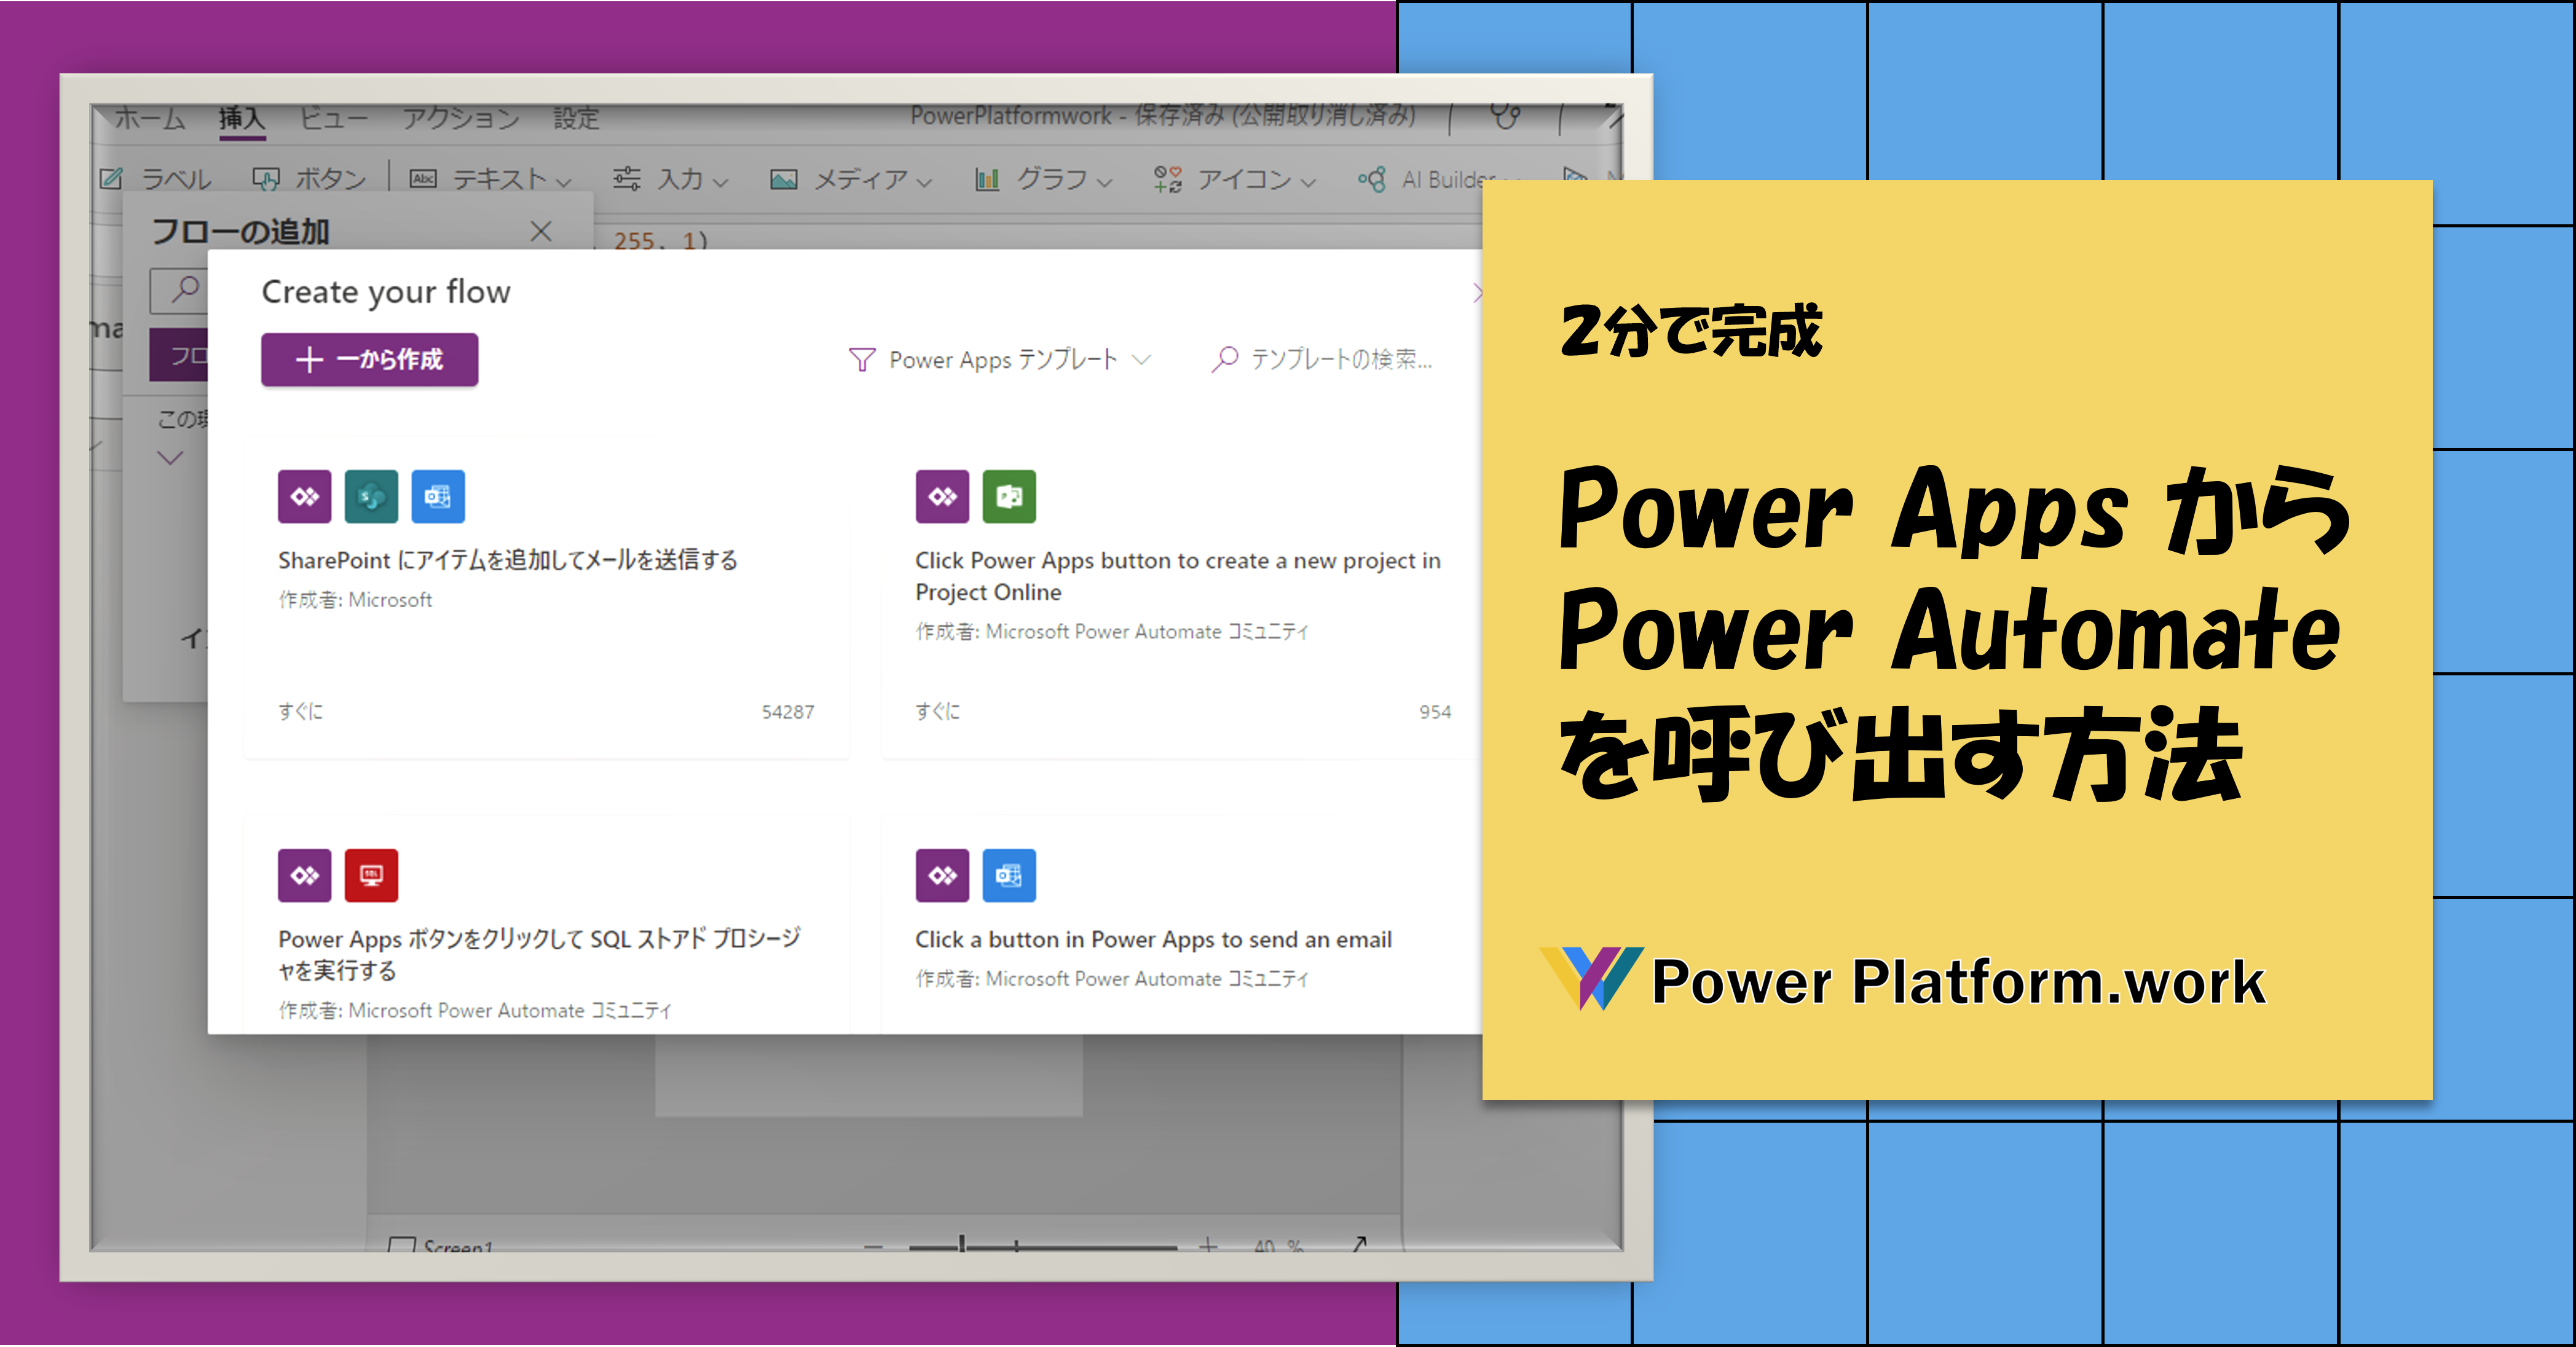 ホーム 挿入 ビュー アクション 設定
PowerPlatformwork - 保存済み (公開取り消し済み)
ラベル ボタン Abc テキスト 入力 メディア グラフ アイコン AI Builder
フローの追加
255, 1)
Create your flow
一から作成
Power Apps テンプレート テンプレートの検索...
フロ
この環
SharePoint にアイテムを追加してメールを送信する
作成者: Microsoft
すぐに 54287
Click Power Apps button to create a new project in
Project Online
作成者: Microsoft Power Automate コミュニティ
すぐに 954
Power Apps ボタンをクリックして SQL ストアド プロシージ
ャを実行する
作成者: Microsoft Power Automate コミュニティ
Click a button in Power Apps to send an email
作成者: Microsoft Power Automate コミュニティ
Screen1
40 %
2分で完成
Power Apps から
Power Automate
を呼び出す方法
Power Platform.work